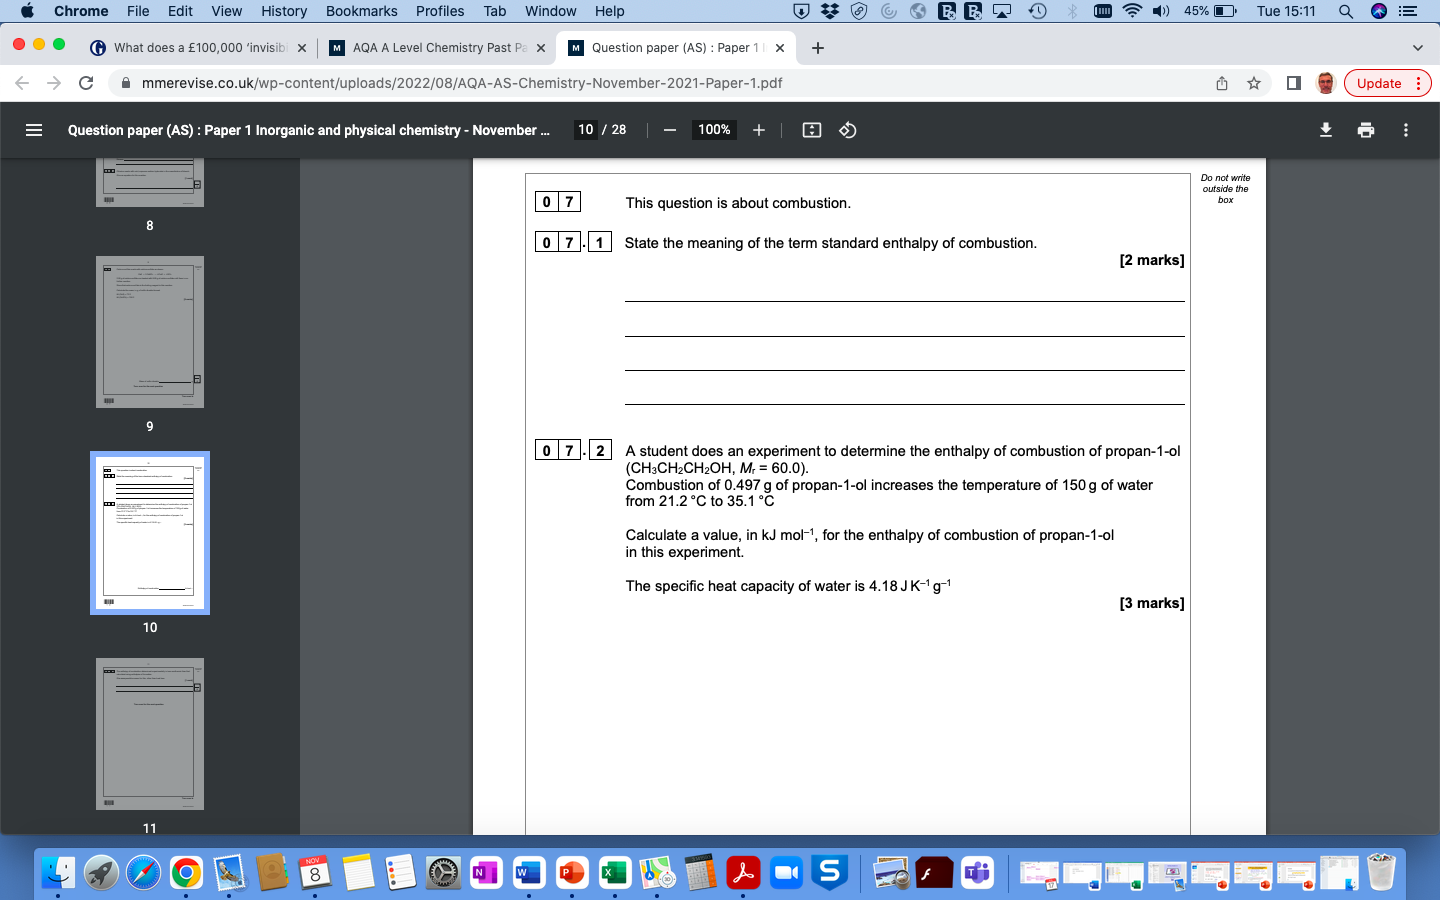 Chrome File Edit View History Bookmarks Profiles Tab Window Help 45% Tue 15:11
What does a £100,000 ‘invisibl
AQA A Level Chemistry Past Pa
Question paper (AS) : Paper 1 I
mmerevise.co.uk/wp-content/uploads/2022/08/AQA-AS-Chemistry-November-2021-Paper-1.pdf
Update
Question paper (AS) : Paper 1 Inorganic and physical chemistry - November ...
10 / 28
100%
8
9
10
11
Do not write
outside the
box
0 7 This question is about combustion.
0 7 . 1 State the meaning of the term standard enthalpy of combustion.
[2 marks]
0 7 . 2 A student does an experiment to determine the enthalpy of combustion of propan-1-ol
(CH₃CH₂CH₂OH, Mᵣ = 60.0).
Combustion of 0.497 g of propan-1-ol increases the temperature of 150 g of water
from 21.2 °C to 35.1 °C
Calculate a value, in kJ mol⁻¹, for the enthalpy of combustion of propan-1-ol
in this experiment.
The specific heat capacity of water is 4.18 J K⁻¹ g⁻¹
[3 marks]
NOV
8